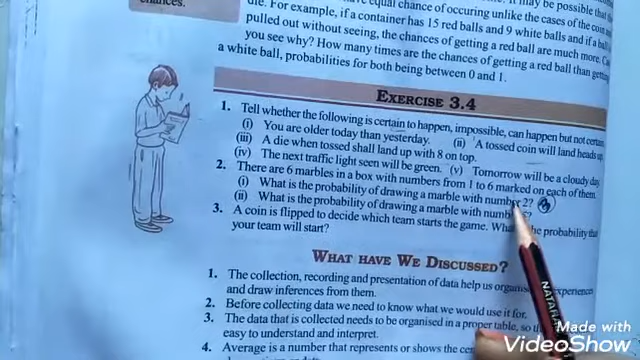 chances.
die. For example, if a container has 15 red balls and 9 white balls and if a ball
pulled out without seeing, the chances of getting a red ball are much more. Can
you see why? How many times are the chances of getting a red ball than getting
a white ball, probabilities for both being between 0 and 1.
EXERCISE 3.4
1. Tell whether the following is certain to happen, impossible, can happen but not certain.
(i) You are older today than yesterday. (ii) A tossed coin will land heads up.
(iii) A die when tossed shall land up with 8 on top.
(iv) The next traffic light seen will be green. (v) Tomorrow will be a cloudy day.
2. There are 6 marbles in a box with numbers from 1 to 6 marked on each of them.
(i) What is the probability of drawing a marble with number 2?
(ii) What is the probability of drawing a marble with number 5?
3. A coin is flipped to decide which team starts the game. What the probability that
your team will start?
WHAT HAVE WE DISCUSSED?
1. The collection, recording and presentation of data help us experiences
and draw inferences from them.
2. Before collecting data we need to know what we would use it for.
3. The data that is collected needs to be organised in a proper table, so
easy to understand and interpret.
4. Average is a number that represents or shows the
NATARAJ
Made with
VideoShow